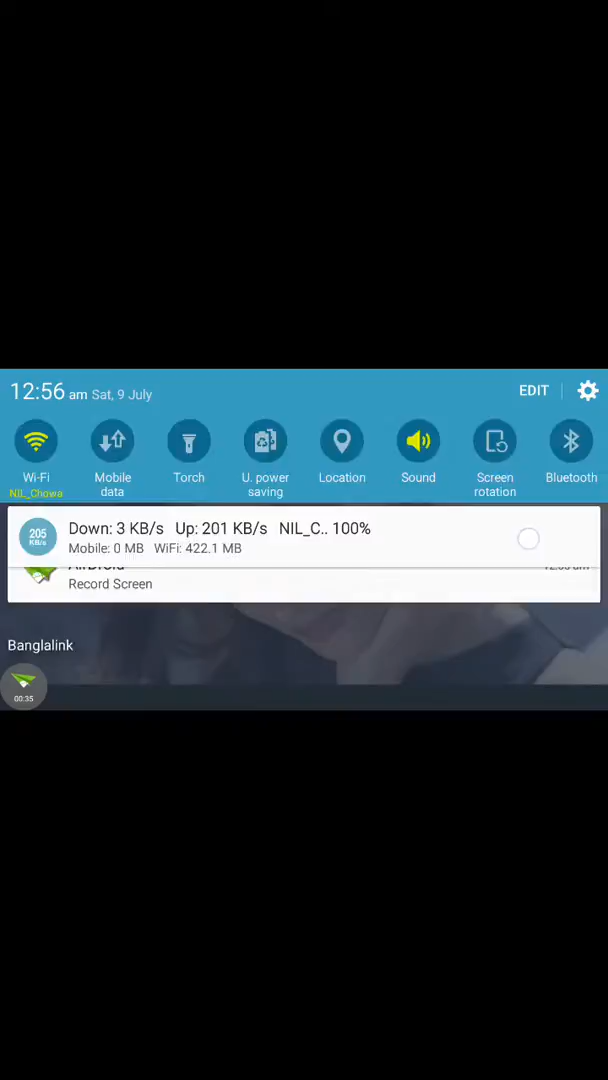 12:56 am Sat, 9 July EDIT
Wi-Fi Mobile data Torch U. power saving Location Sound Screen rotation Bluetooth
NIL_Chowa
205 KB/s
Down: 3 KB/s Up: 201 KB/s NIL_C.. 100%
Mobile: 0 MB WiFi: 422.1 MB
AirDroid
Record Screen
Banglalink
00:35